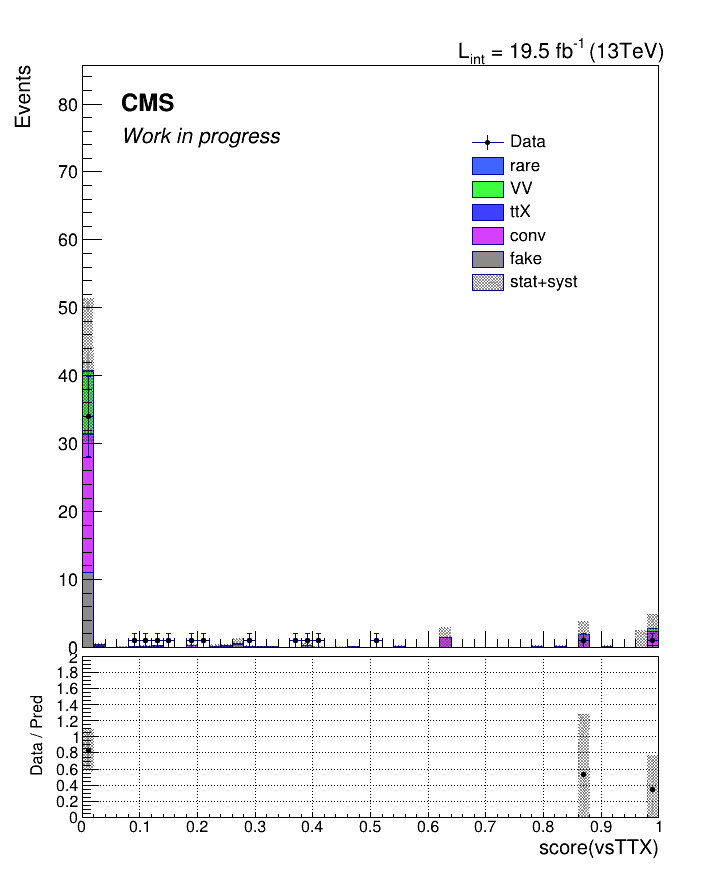 L_int = 19.5 fb^-1 (13TeV)
Events
CMS
Work in progress
Data
rare
VV
ttX
conv
fake
stat+syst
80
70
60
50
40
30
20
10
0
Data / Pred
2
1.8
1.6
1.4
1.2
1
0.8
0.6
0.4
0.2
0
0 0.1 0.2 0.3 0.4 0.5 0.6 0.7 0.8 0.9 1
score(vsTTX)